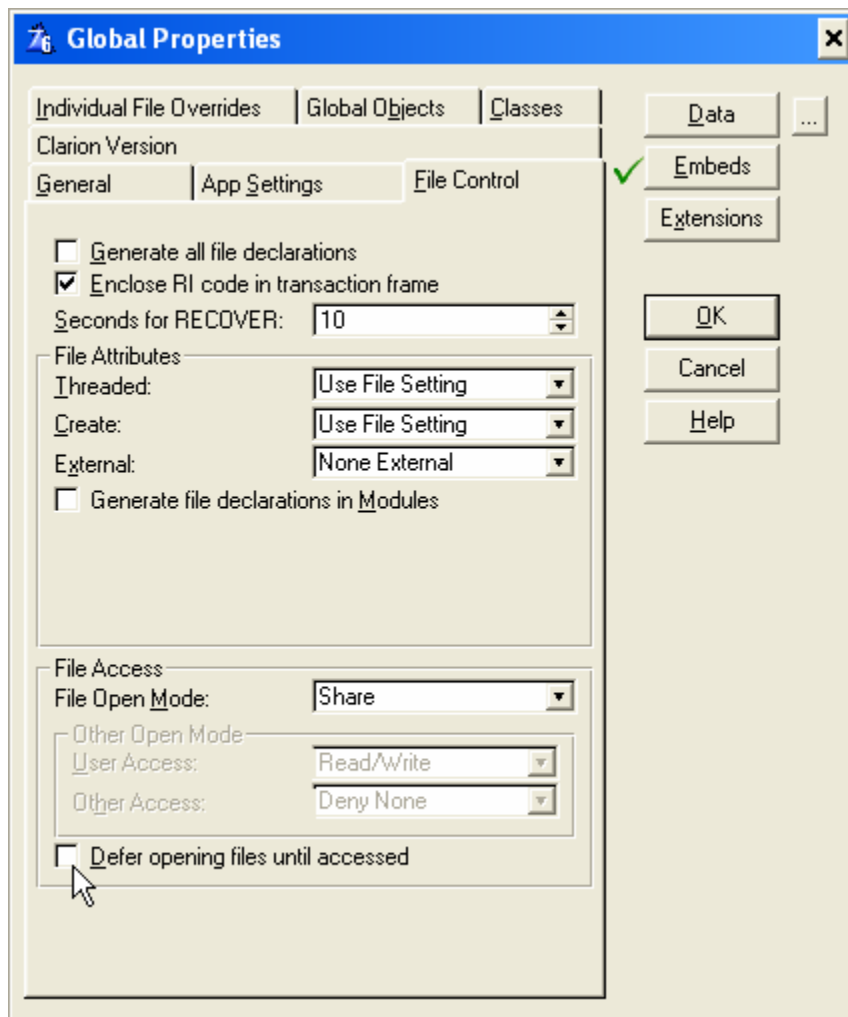 Global Properties
Individual File Overrides
Global Objects
Classes
Clarion Version
General
App Settings
File Control
Generate all file declarations
Enclose RI code in transaction frame
Seconds for RECOVER: 10
File Attributes
Threaded: Use File Setting
Create: Use File Setting
External: None External
Generate file declarations in Modules
File Access
File Open Mode: Share
Other Open Mode
User Access: Read/Write
Other Access: Deny None
Defer opening files until accessed
Data
...
Embeds
Extensions
OK
Cancel
Help